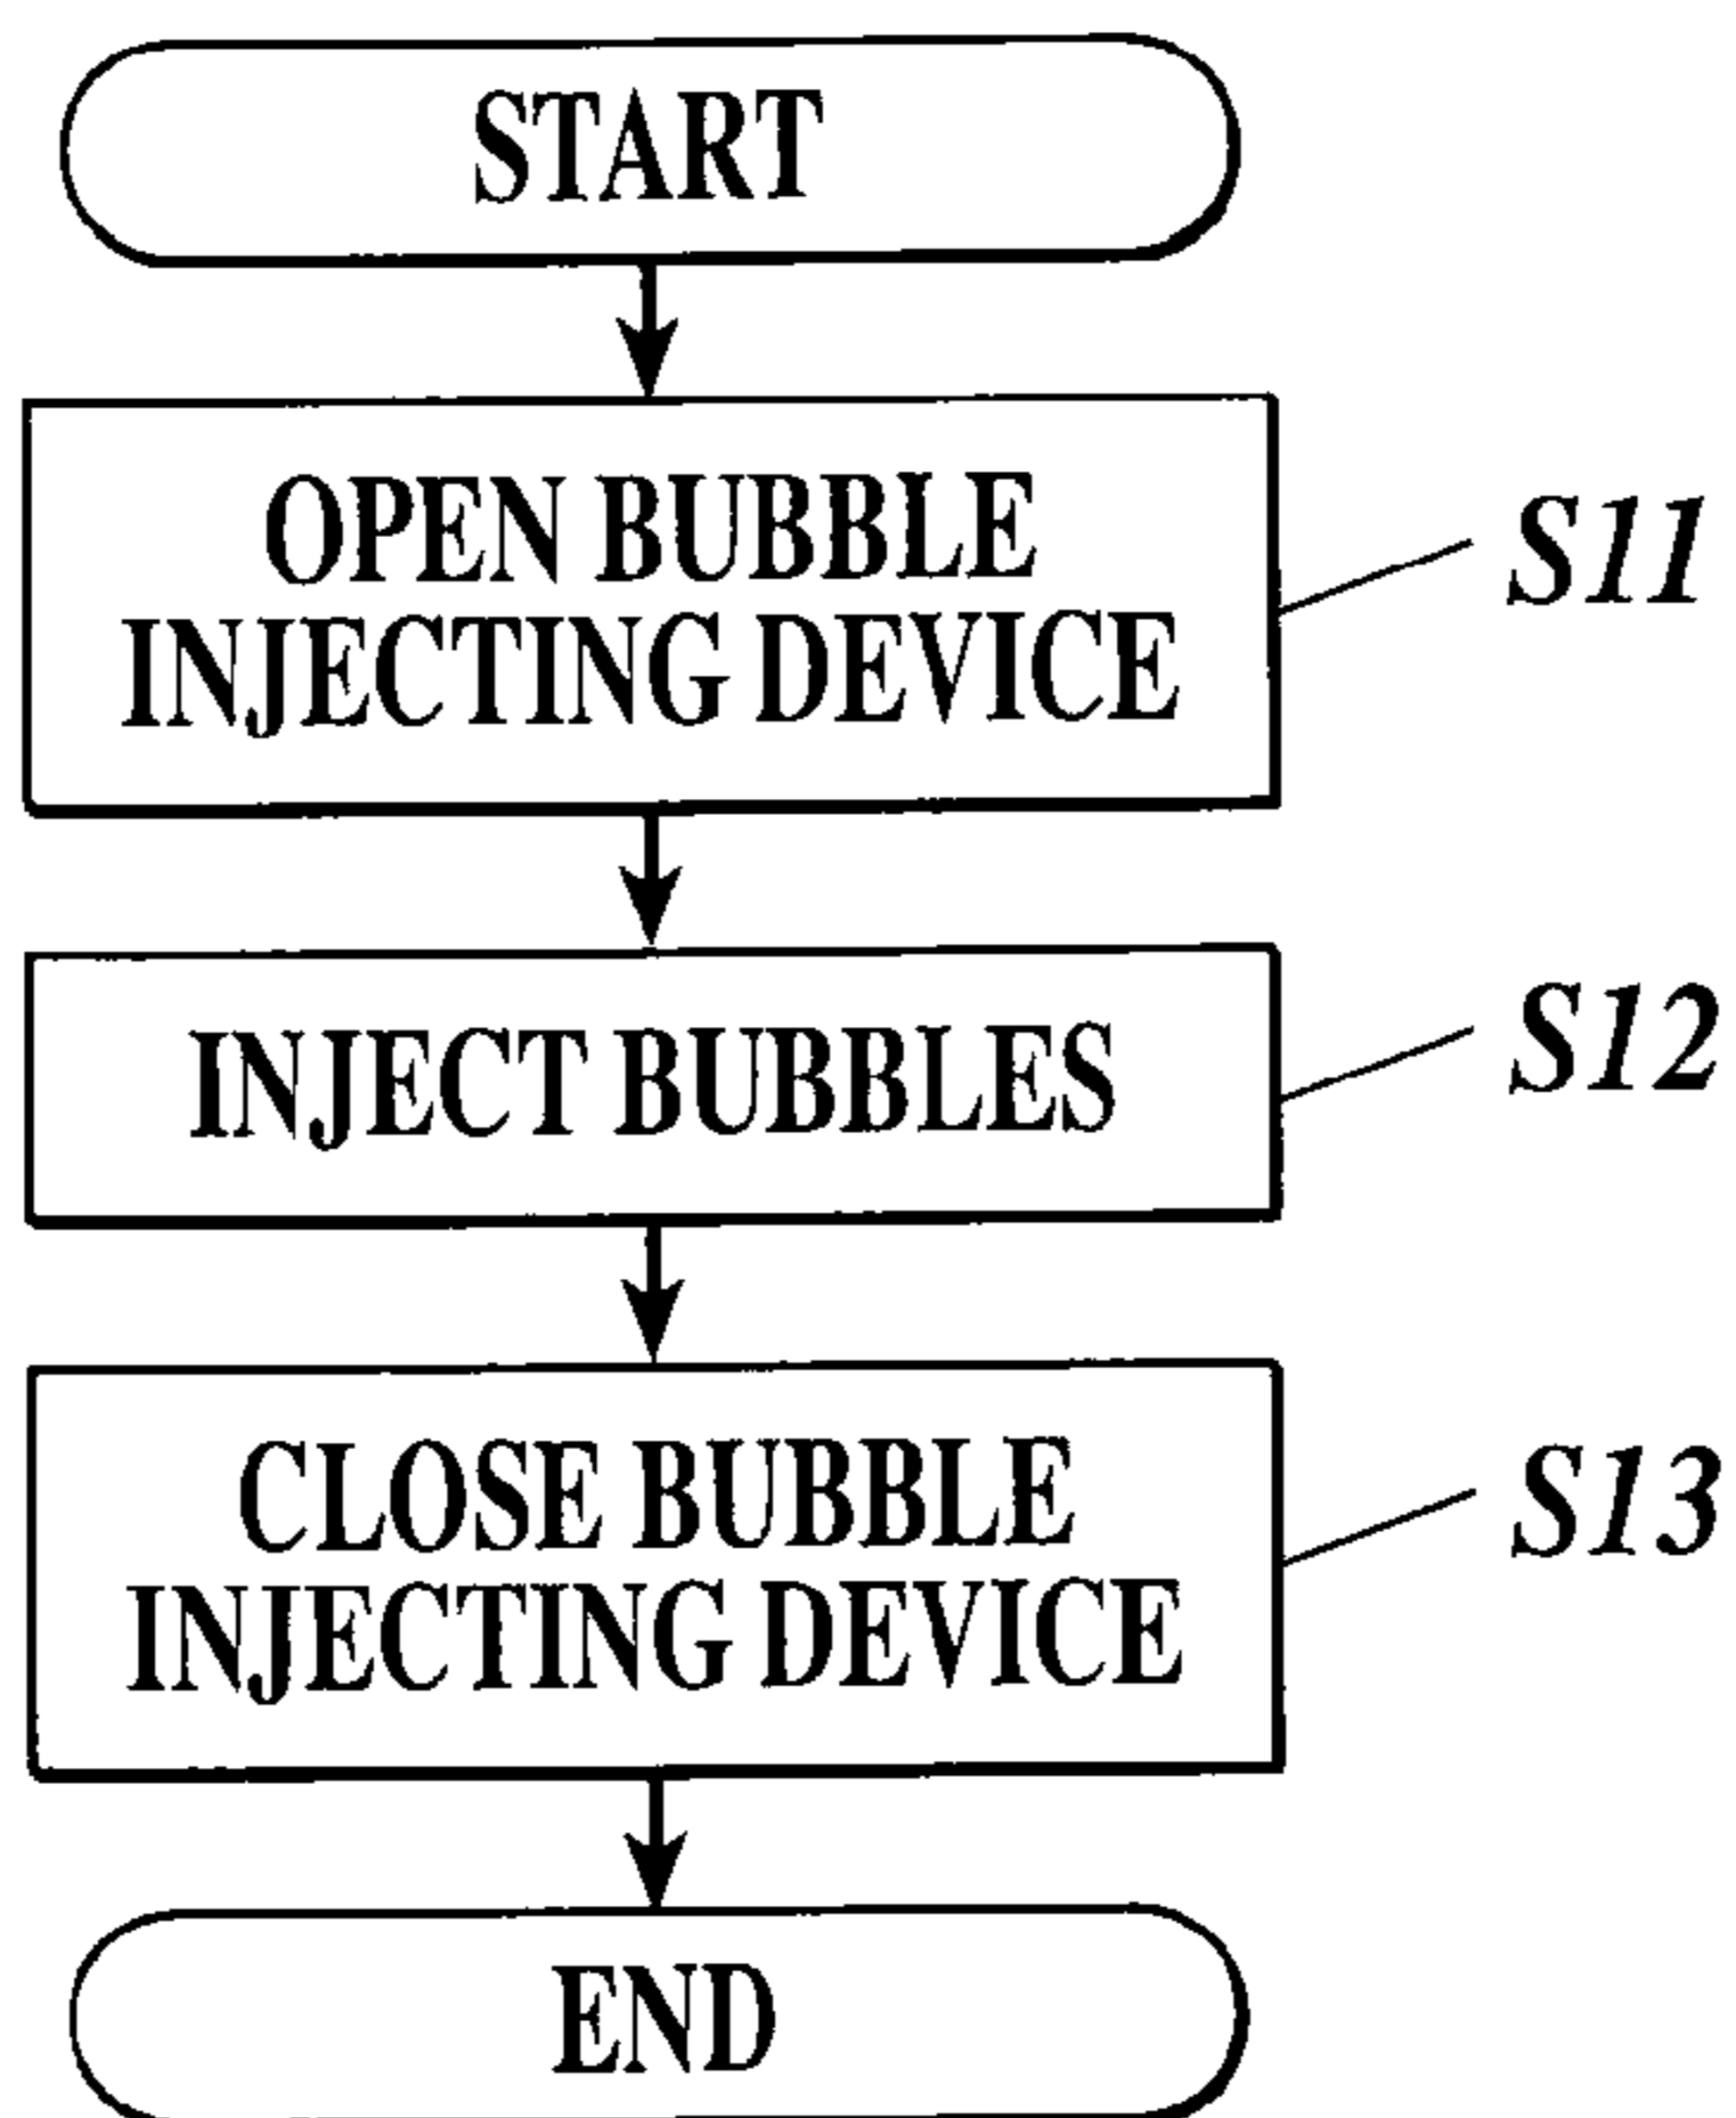 START
OPEN BUBBLE
INJECTING DEVICE
S11
INJECT BUBBLES
S12
CLOSE BUBBLE
INJECTING DEVICE
S13
END